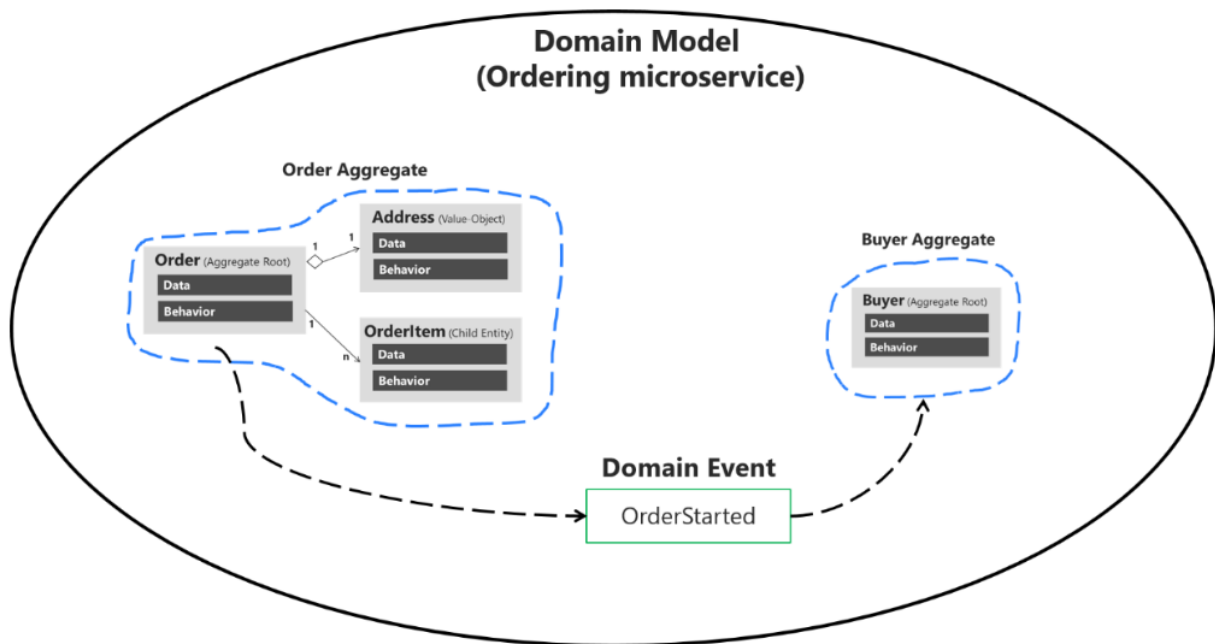 Domain Model
(Ordering microservice)
Order Aggregate
Address (Value-Object)
Data
Behavior
Order (Aggregate Root)
Data
Behavior
1
1
1
n
OrderItem (Child Entity)
Data
Behavior
Buyer Aggregate
Buyer (Aggregate Root)
Data
Behavior
Domain Event
OrderStarted